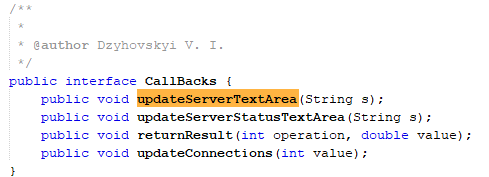 /**
 *
 * @author Dzyhovskyi V. I.
 */
public interface CallBacks {
    public void updateServerTextArea(String s);
    public void updateServerStatusTextArea(String s);
    public void returnResult(int operation, double value);
    public void updateConnections(int value);
}